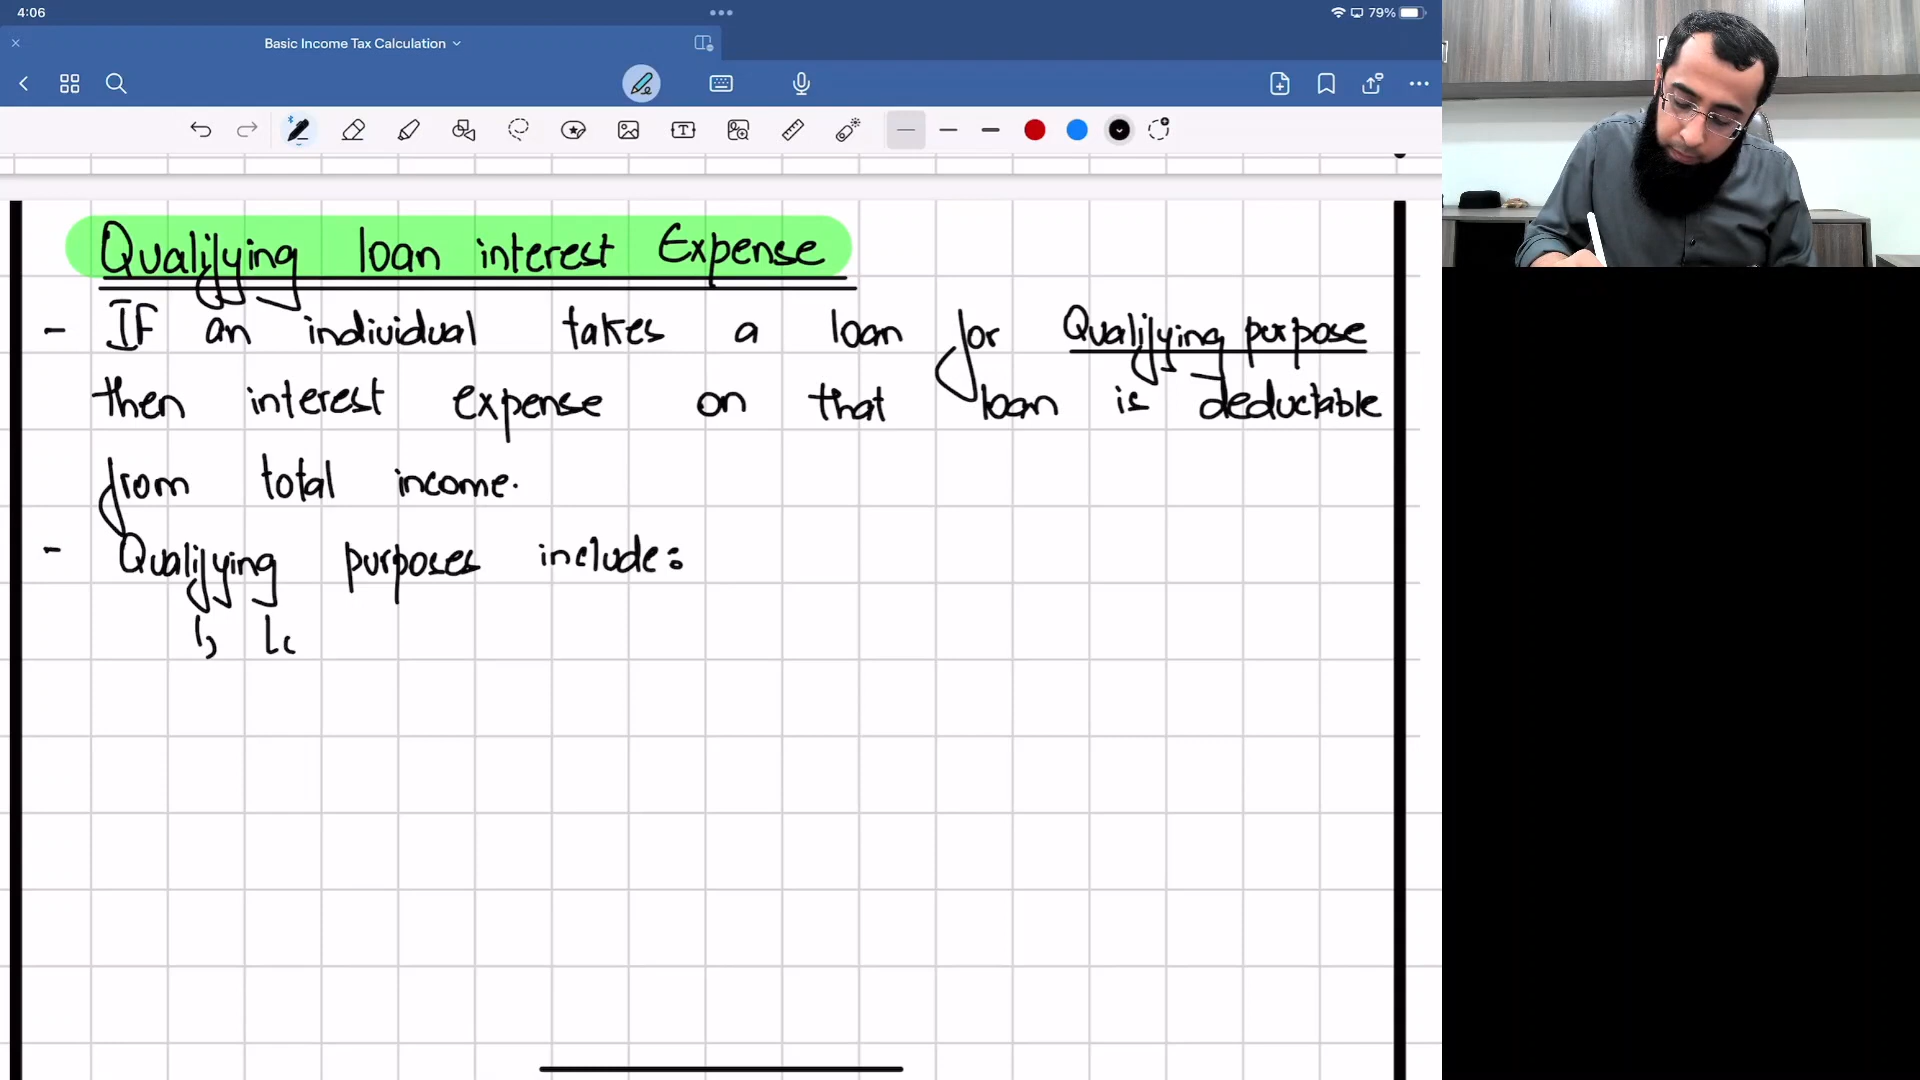 4:06
79%
Basic Income Tax Calculation
Qualifying loan interest Expense
- IF an individual takes a loan for Qualifying purpose
then interest expense on that loan is deductable
from total income.
- Qualifying purposes include:
1,